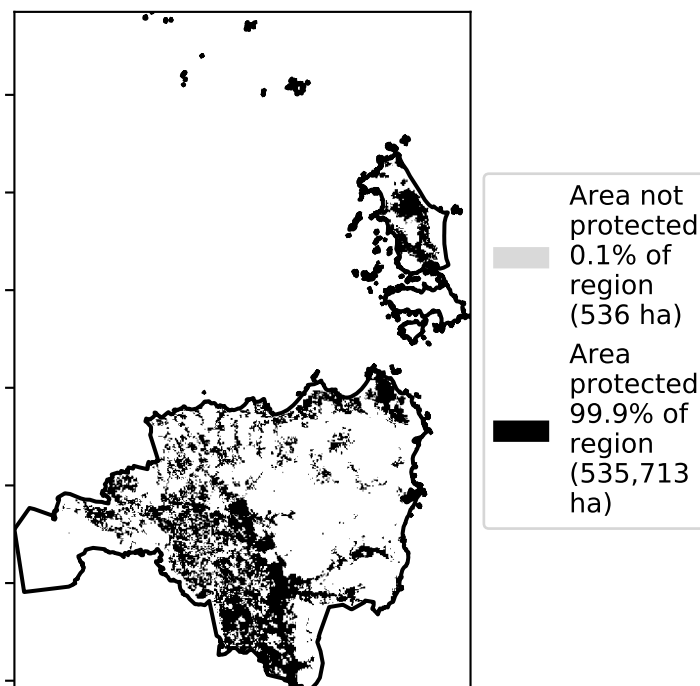 Area not
protected
0.1% of
region
(536 ha)
Area
protected
99.9% of
region
(535,713
ha)